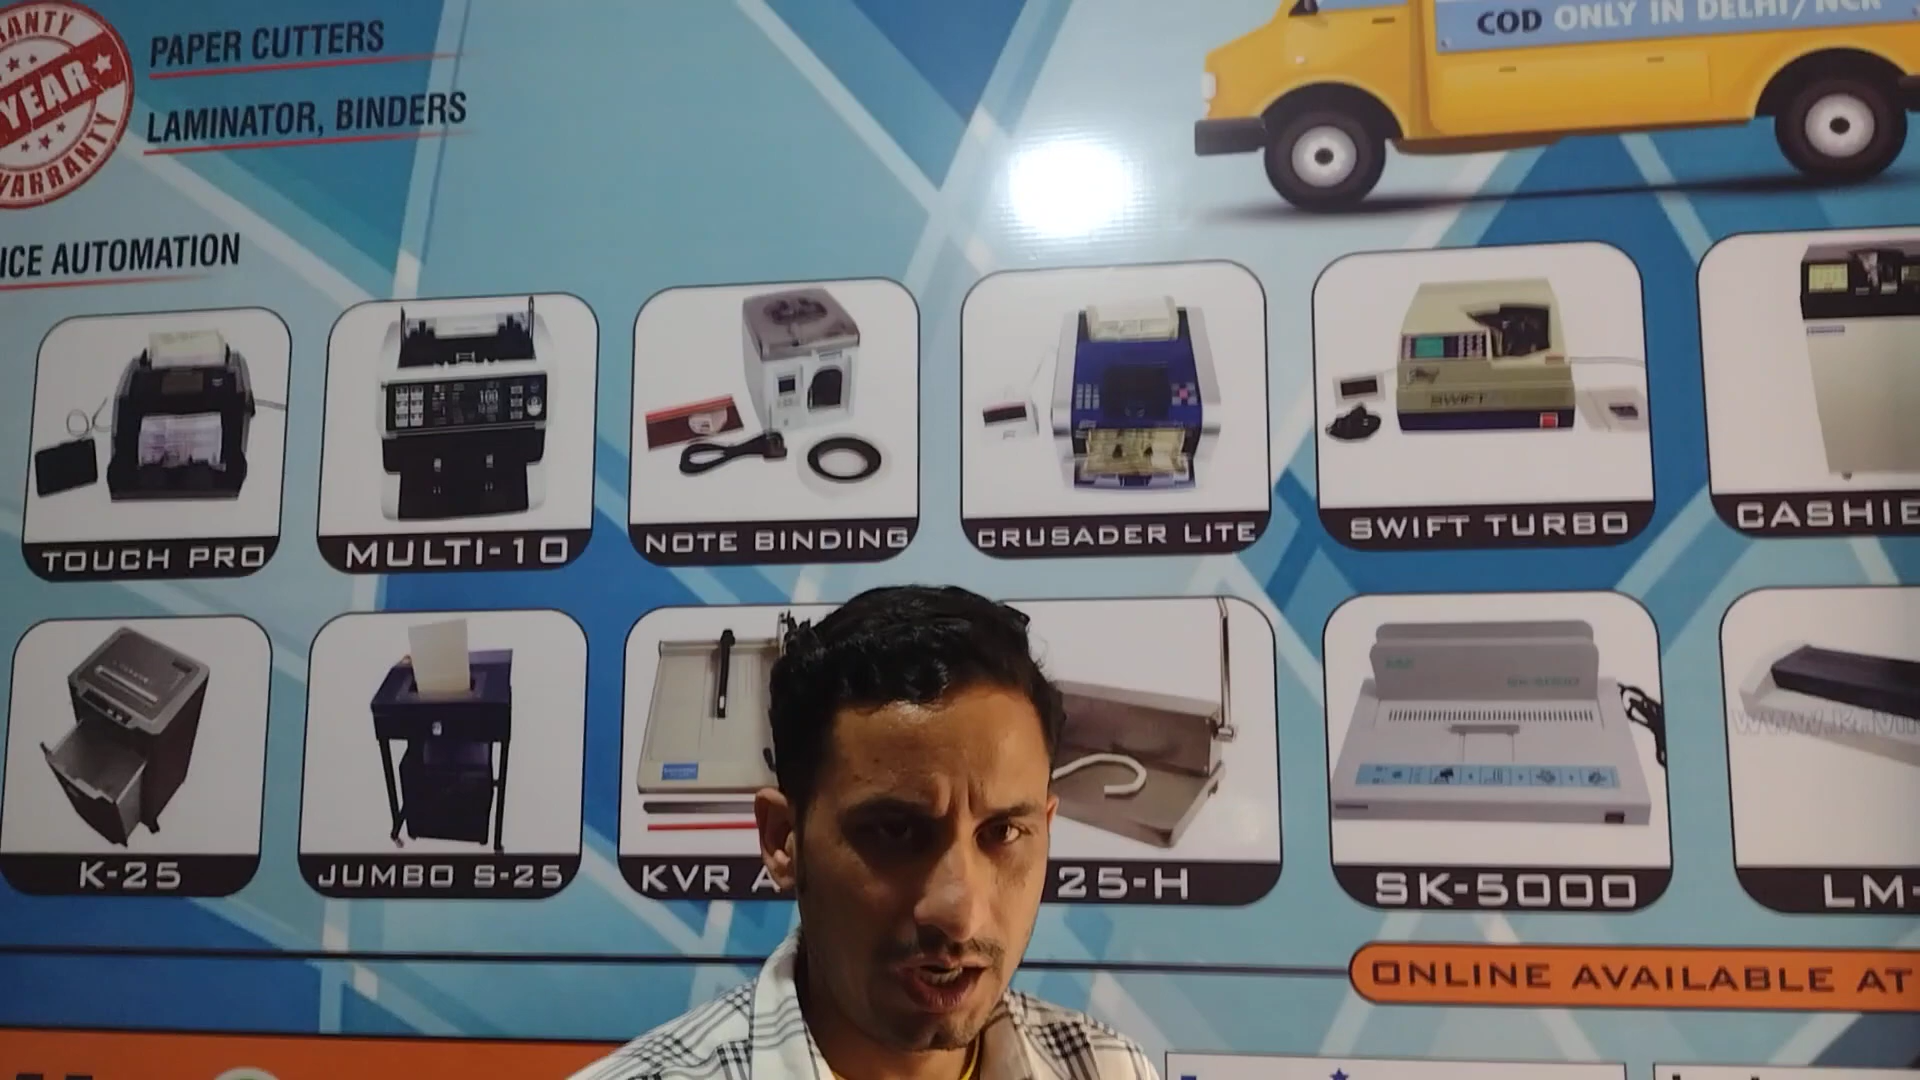 PAPER CUTTERS
LAMINATOR, BINDERS
YEAR
WARRANTY
COD ONLY IN DELHI/NCR
ICE AUTOMATION
TOUCH PRO
MULTI-10
NOTE BINDING
CRUSADER LITE
SWIFT TURBO
CASHIE
SWIFT
100
K-25
JUMBO S-25
KVR A
25-H
SK-5000
LM-
ONLINE AVAILABLE AT